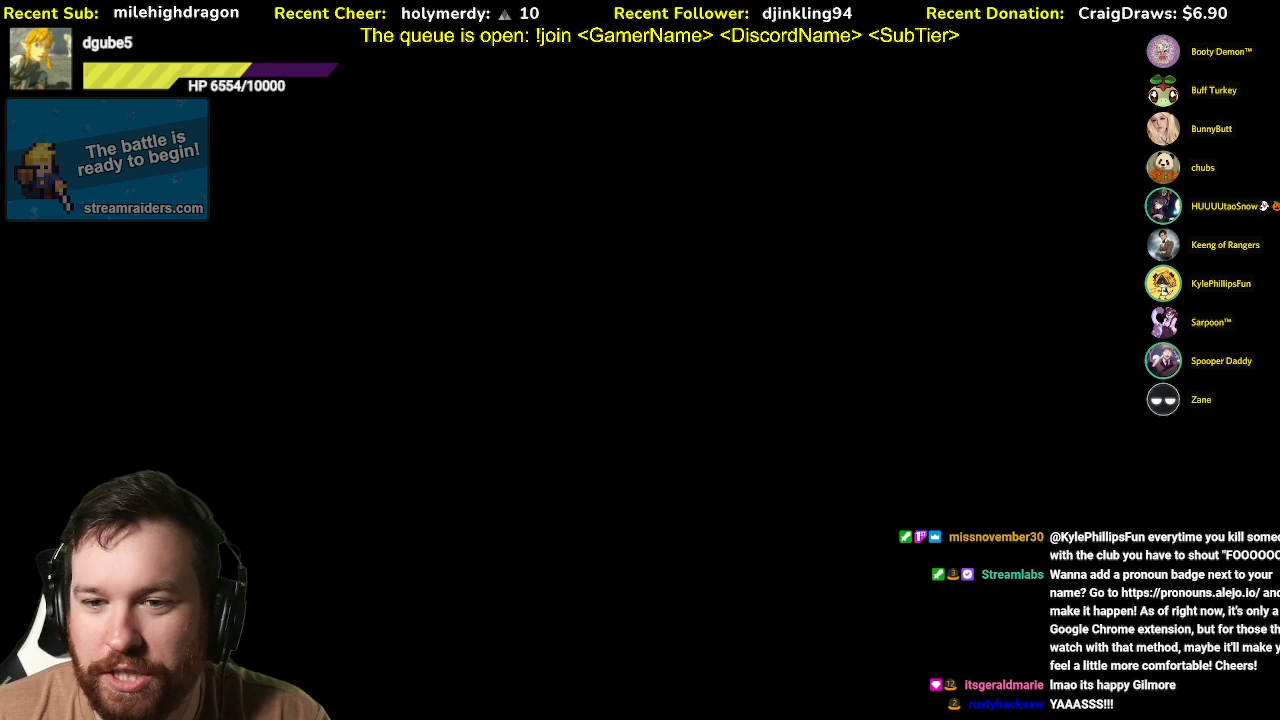 Recent Sub: milehighdragon Recent Cheer: holymerdy: 10 Recent Follower: djinkling94 Recent Donation: CraigDraws: $6.90
The queue is open: !join <GamerName> <DiscordName> <SubTier>
dgube5
HP 6554/10000
The battle is
ready to begin!
streamraiders.com
Booty Demon™
Buff Turkey
BunnyButt
chubs
HUUUUtaoSnow
Keeng of Rangers
KylePhillipsFun
Sarpoon™
Spooper Daddy
Zane
missnovember30 @KylePhillipsFun everytime you kill someo
with the club you have to shout "FOOOOOO
Streamlabs Wanna add a pronoun badge next to your
name? Go to https://pronouns.alejo.io/ and
make it happen! As of right now, it's only a
Google Chrome extension, but for those th
watch with that method, maybe it'll make y
feel a little more comfortable! Cheers!
itsgeraldmarie lmao its happy Gilmore
rustyhacksaw YAAASSS!!!